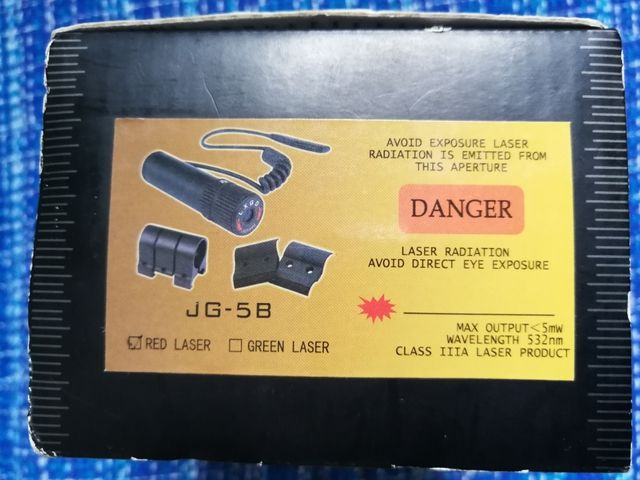 AVOID EXPOSURE LASER
RADIATION IS EMITTED FROM
THIS APERTURE
DANGER
LASER RADIATION
AVOID DIRECT EYE EXPOSURE
JG-5B
RED LASER
GREEN LASER
MAX OUTPUT<5mW
WAVELENGTH 532nm
CLASS IIIA LASER PRODUCT